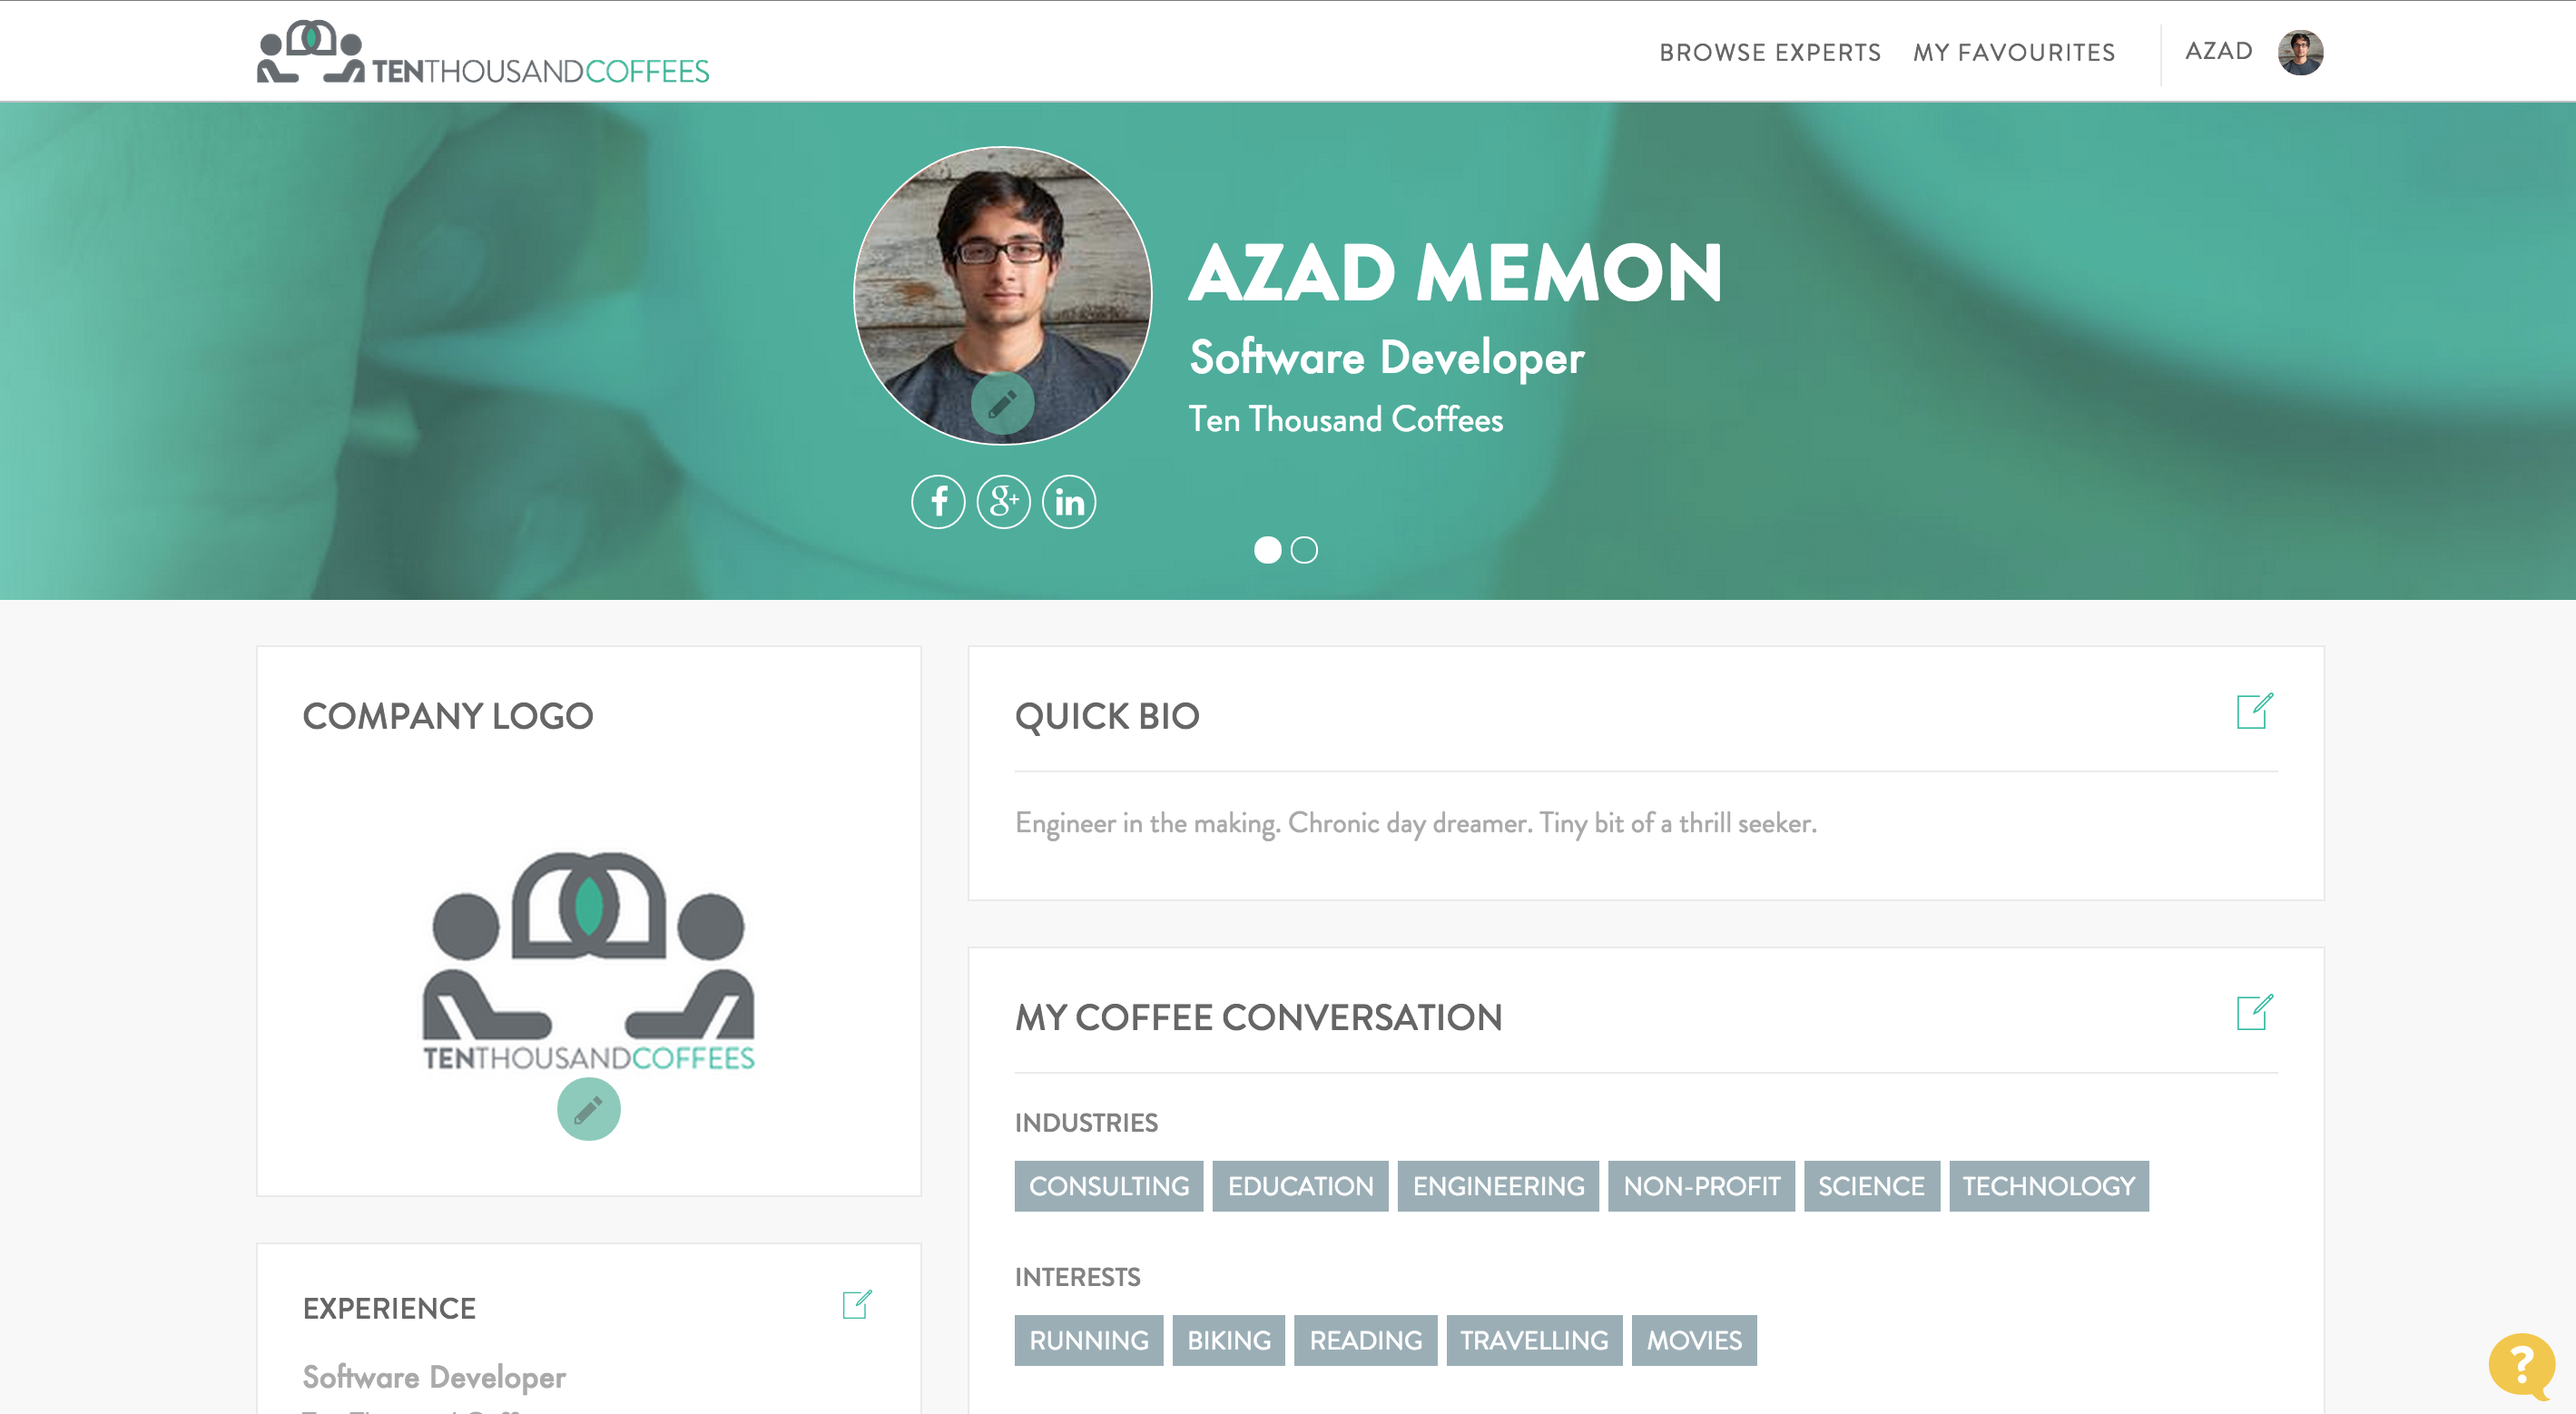 TENTHOUSANDCOFFEES
BROWSE EXPERTS
MY FAVOURITES
AZAD
AZAD MEMON
Software Developer
Ten Thousand Coffees
f
g+
in
COMPANY LOGO
TENTHOUSANDCOFFEES
QUICK BIO
Engineer in the making. Chronic day dreamer. Tiny bit of a thrill seeker.
MY COFFEE CONVERSATION
INDUSTRIES
CONSULTING EDUCATION ENGINEERING NON-PROFIT SCIENCE TECHNOLOGY
INTERESTS
RUNNING BIKING READING TRAVELLING MOVIES
EXPERIENCE
Software Developer
?